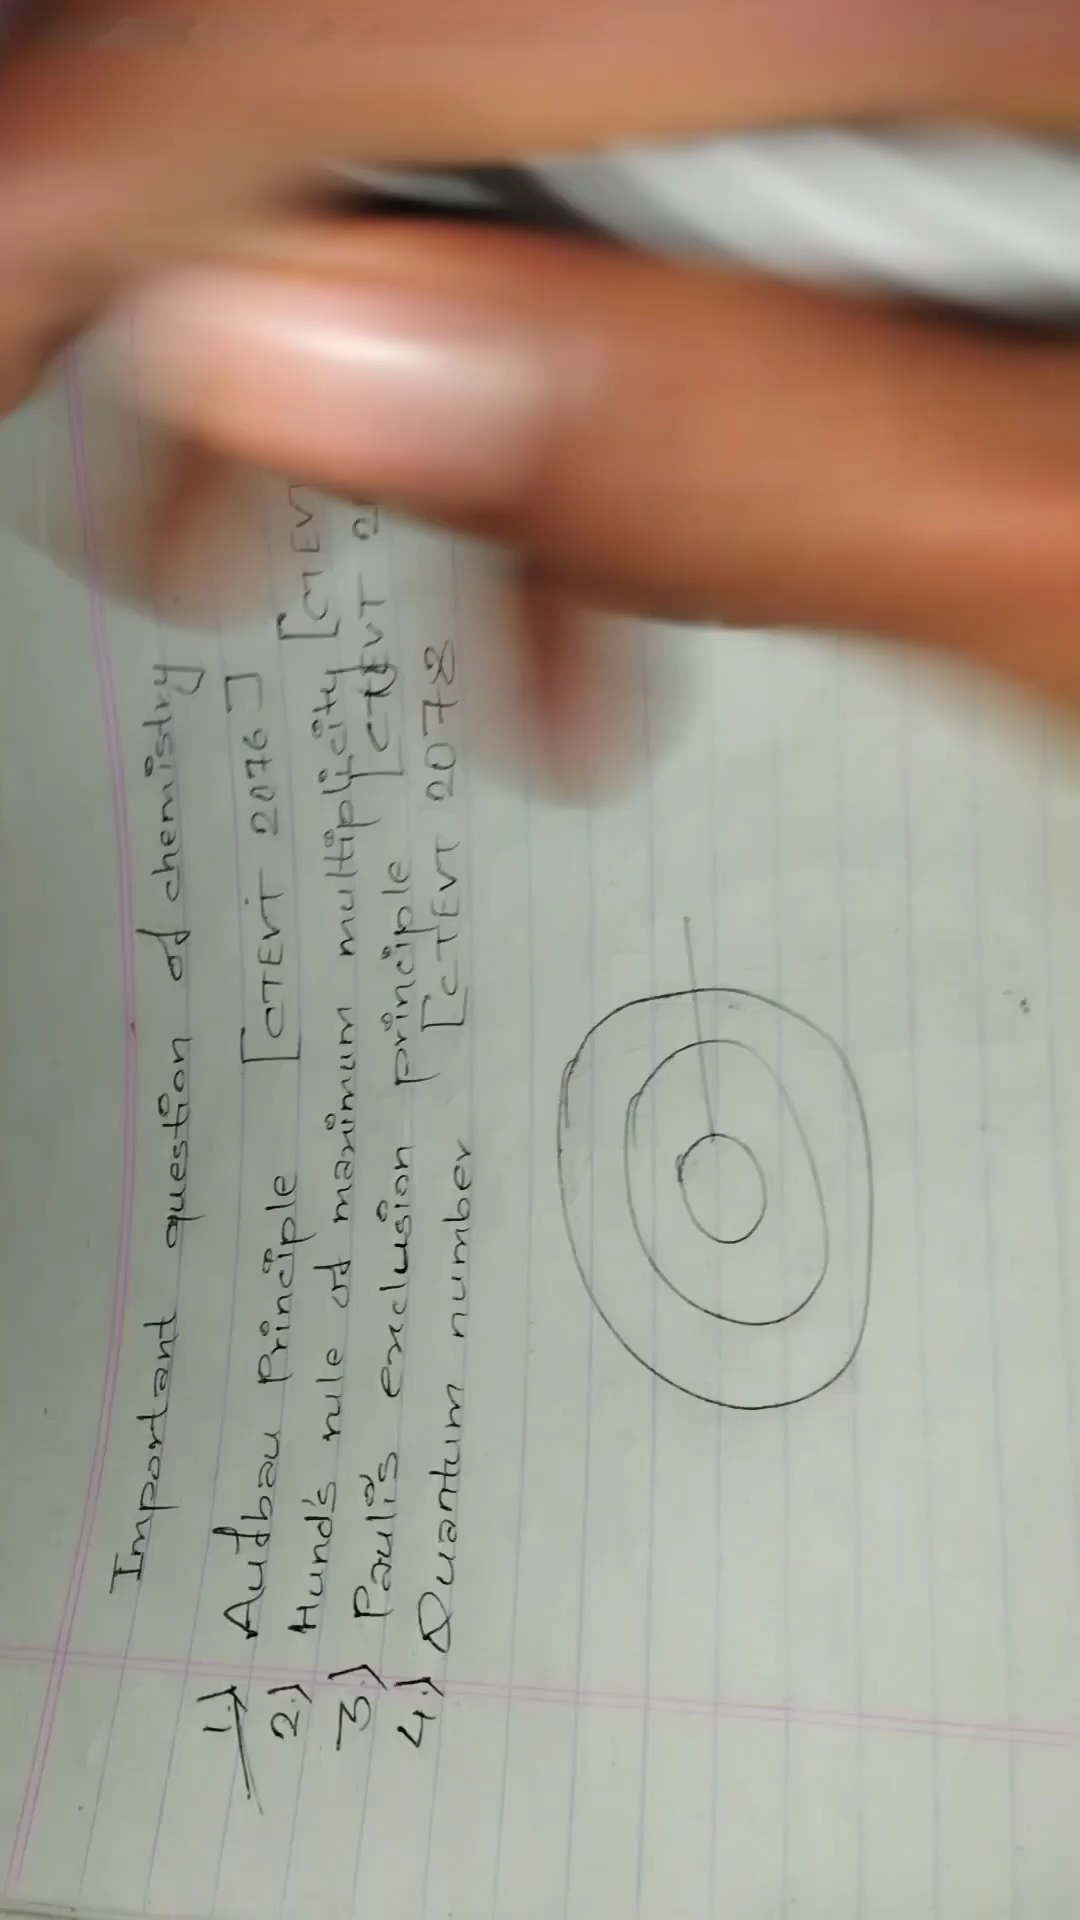 Important question of chemistry
1.) Aufbau Principle [CTEVT 2076]
2.) Hund's rule of maximum multiplicity [CTEV
3.) Pauli's exclusion principle [CTEVT 2
4.) Quantum number [CTEVT 2078